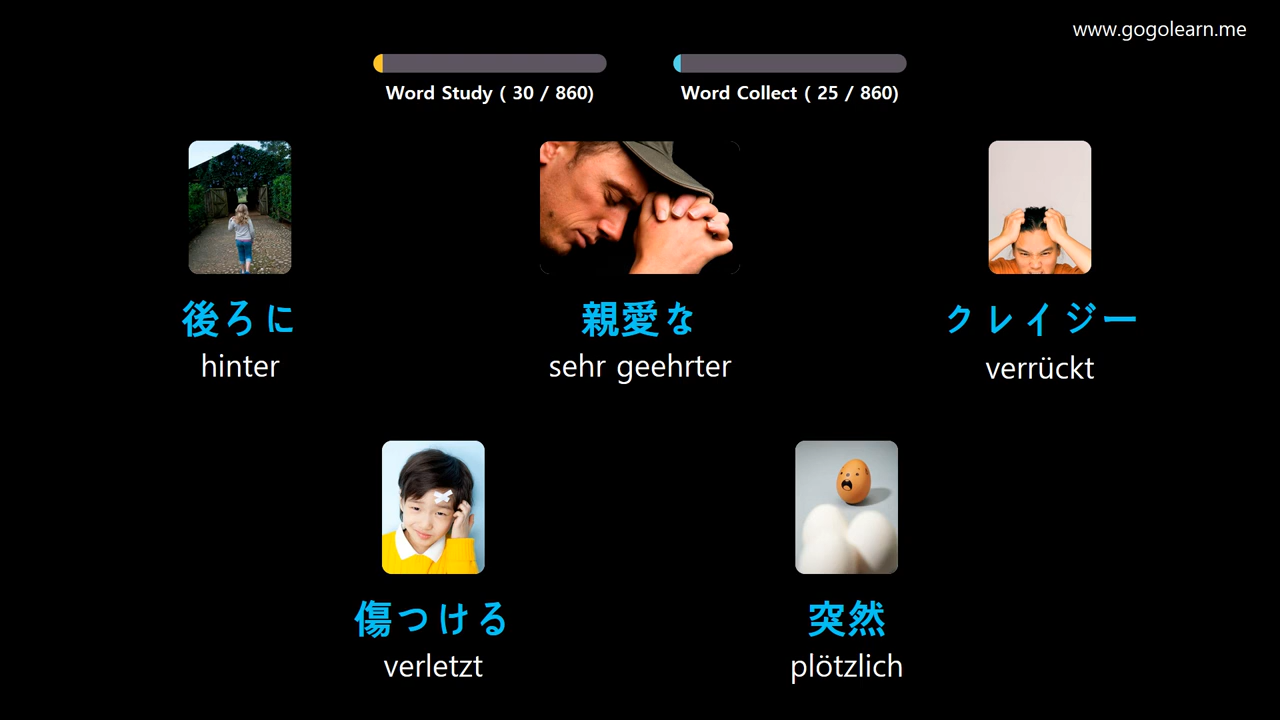 www.gogolearn.me
Word Study ( 30 / 860)
Word Collect ( 25 / 860)
後ろに
hinter
親愛な
sehr geehrter
クレイジー
verrückt
傷つける
verletzt
突然
plötzlich